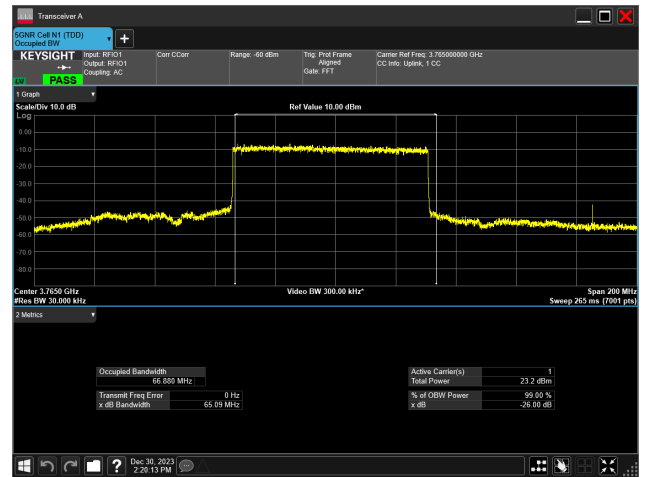 Transceiver A
5GNR Cell N1 (TDD)
Occupied BW
+
KEYSIGHT
LM PASS
Input: RFIO1
Output: RFIO1
Coupling: AC
Corr CCorr
Range: -60 dBm
Trig: Prot Frame
Aligned
Gate: FFT
Carrier Ref Freq: 3.765000000 GHz
CC Info: Uplink, 1 CC
1 Graph
Scale/Div 10.0 dB
Ref Value 10.00 dBm
Log
0.00
-10.0
-20.0
-30.0
-40.0
-50.0
-60.0
-70.0
-80.0
Center 3.7650 GHz
Video BW 300.00 kHz*
Span 200 MHz
#Res BW 30.000 kHz
Sweep 265 ms (7001 pts)
2 Metrics
Occupied Bandwidth
66.880 MHz
Active Carrier(s) 1
Total Power 23.2 dBm
Transmit Freq Error 0 Hz
x dB Bandwidth 65.09 MHz
% of OBW Power 99.00 %
x dB -26.00 dB
?
Dec 30, 2023
2:20:13 PM